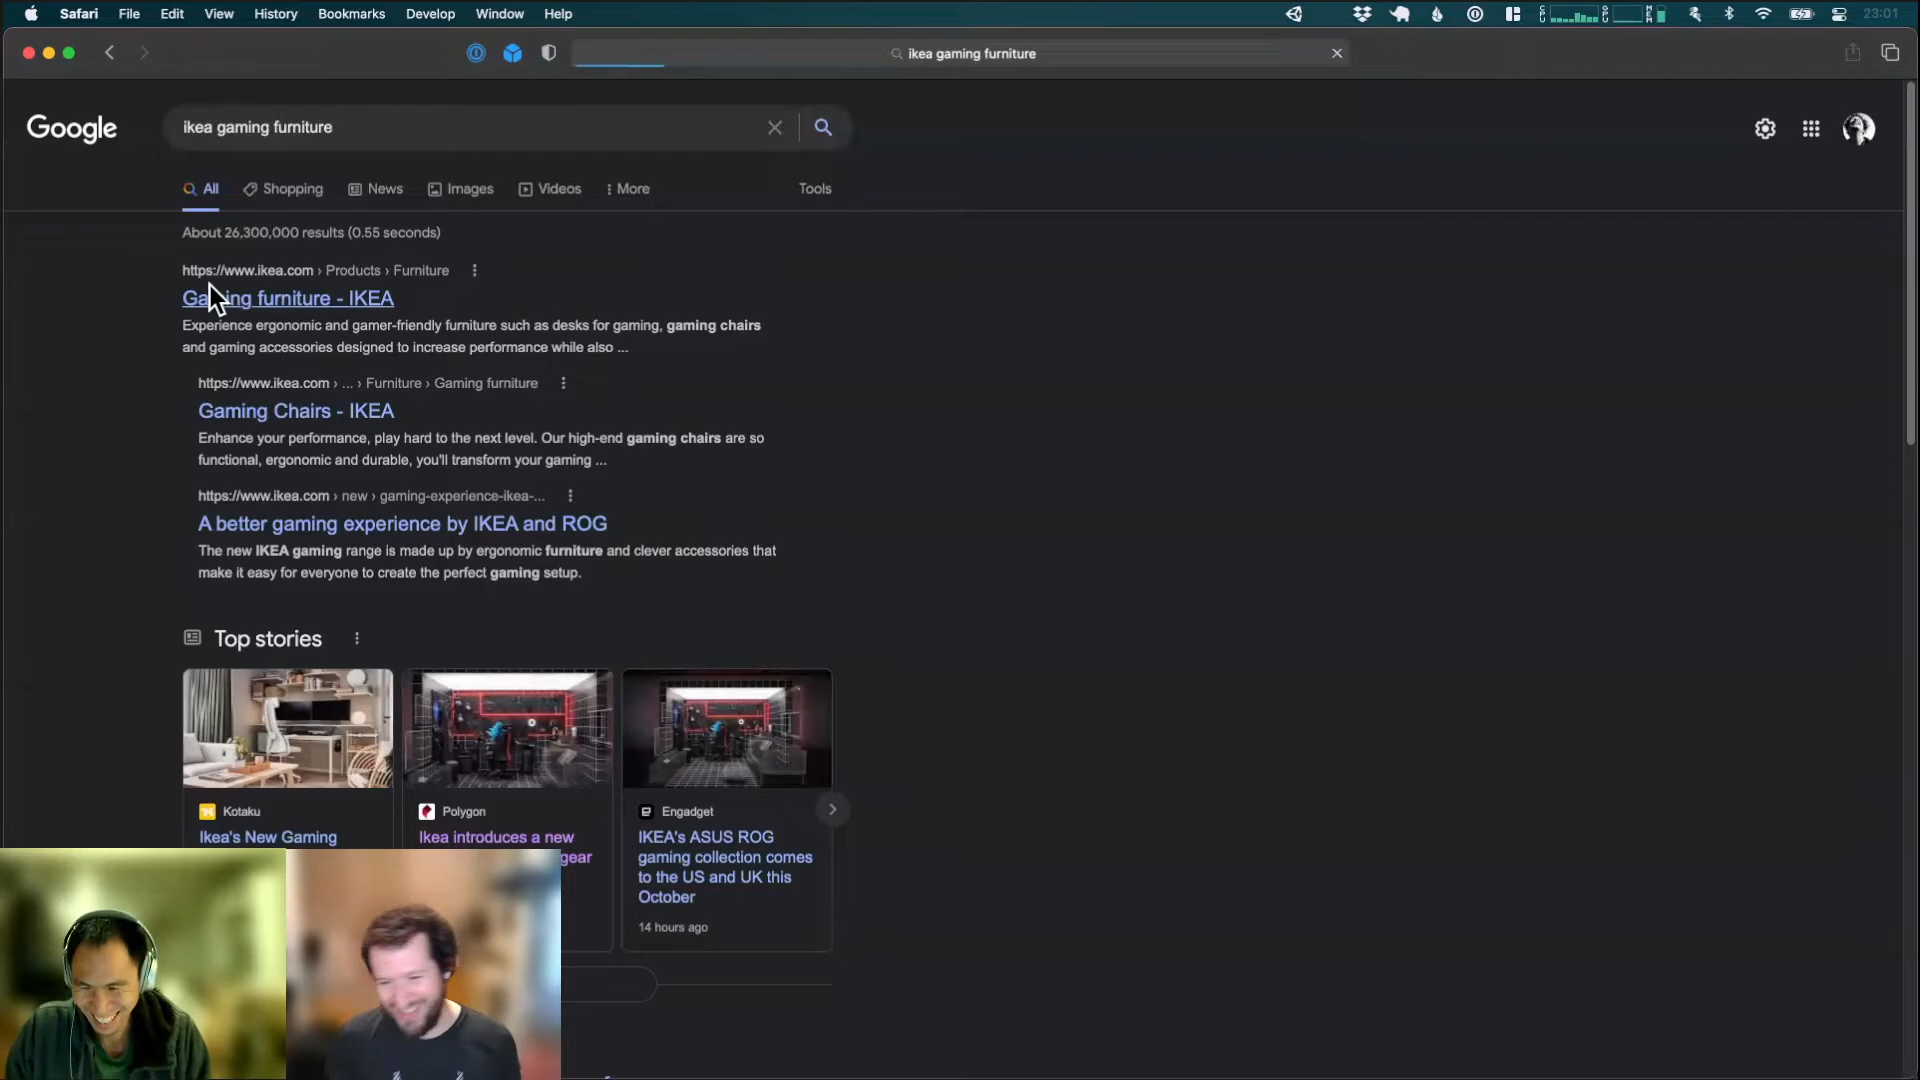 Safari File Edit View History Bookmarks Develop Window Help 23:01
ikea gaming furniture
Google
ikea gaming furniture
All Shopping News Images Videos More Tools
About 26,300,000 results (0.55 seconds)
https://www.ikea.com › Products › Furniture
Gaming furniture - IKEA
Experience ergonomic and gamer-friendly furniture such as desks for gaming, gaming chairs
and gaming accessories designed to increase performance while also ...
https://www.ikea.com › ... › Furniture › Gaming furniture
Gaming Chairs - IKEA
Enhance your performance, play hard to the next level. Our high-end gaming chairs are so
functional, ergonomic and durable, you'll transform your gaming ...
https://www.ikea.com › new › gaming-experience-ikea-...
A better gaming experience by IKEA and ROG
The new IKEA gaming range is made up by ergonomic furniture and clever accessories that
make it easy for everyone to create the perfect gaming setup.
Top stories
Kotaku
Ikea's New Gaming
Polygon
Ikea introduces a new
gear
Engadget
IKEA's ASUS ROG
gaming collection comes
to the US and UK this
October
14 hours ago